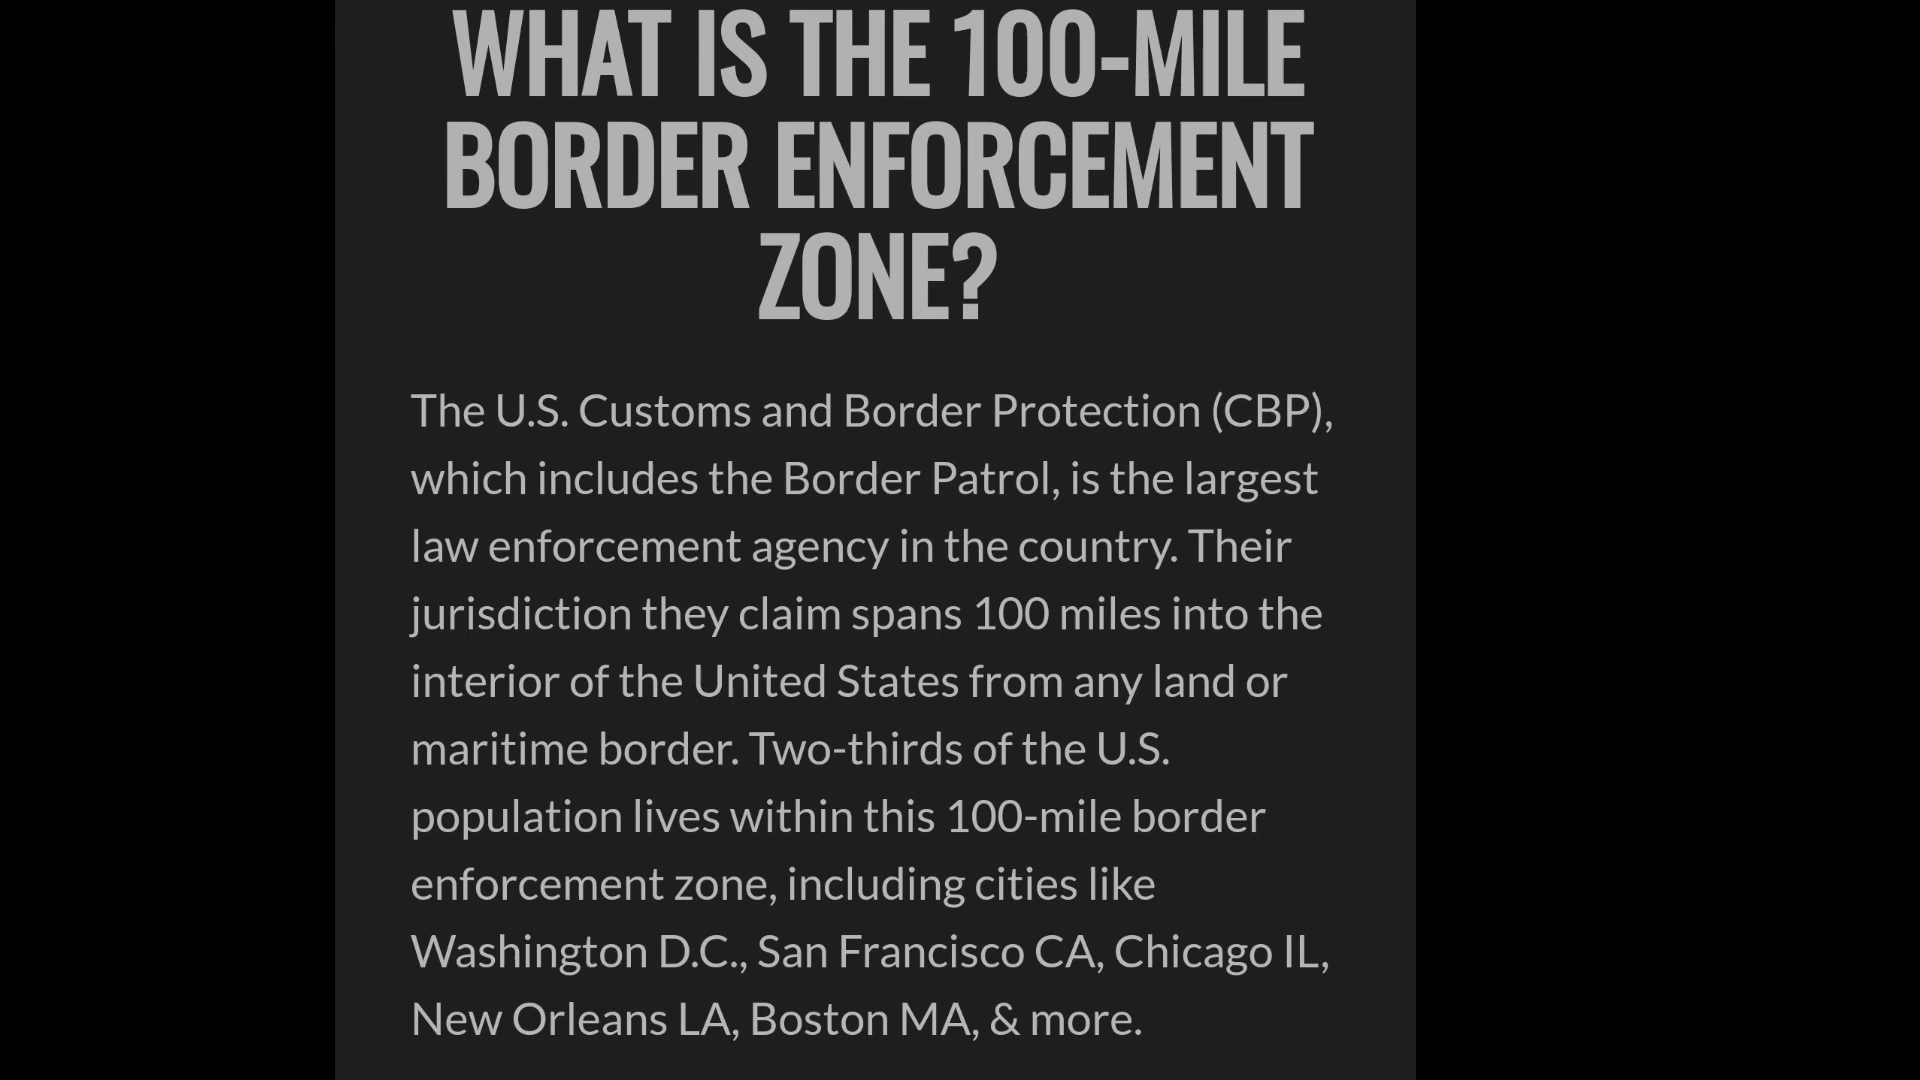 WHAT IS THE 100-MILE
BORDER ENFORCEMENT
ZONE?
The U.S. Customs and Border Protection (CBP),
which includes the Border Patrol, is the largest
law enforcement agency in the country. Their
jurisdiction they claim spans 100 miles into the
interior of the United States from any land or
maritime border. Two-thirds of the U.S.
population lives within this 100-mile border
enforcement zone, including cities like
Washington D.C., San Francisco CA, Chicago IL,
New Orleans LA, Boston MA, & more.